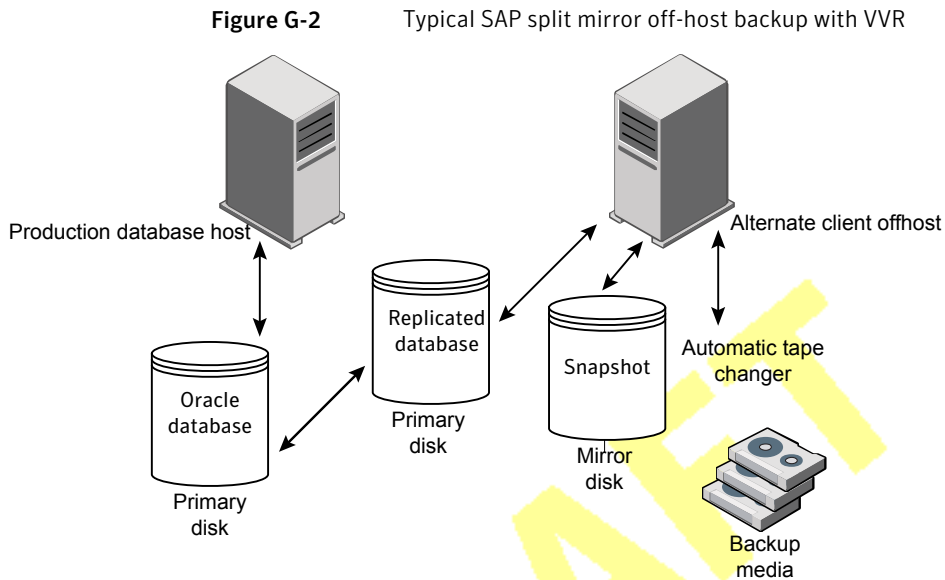 Figure G-2 Typical SAP split mirror off-host backup with VVR
Production database host
Alternate client offhost
Replicated
database
Snapshot
Automatic tape
changer
Oracle
database
Primary
disk
Mirror
disk
Primary
disk
Backup
media
AFT